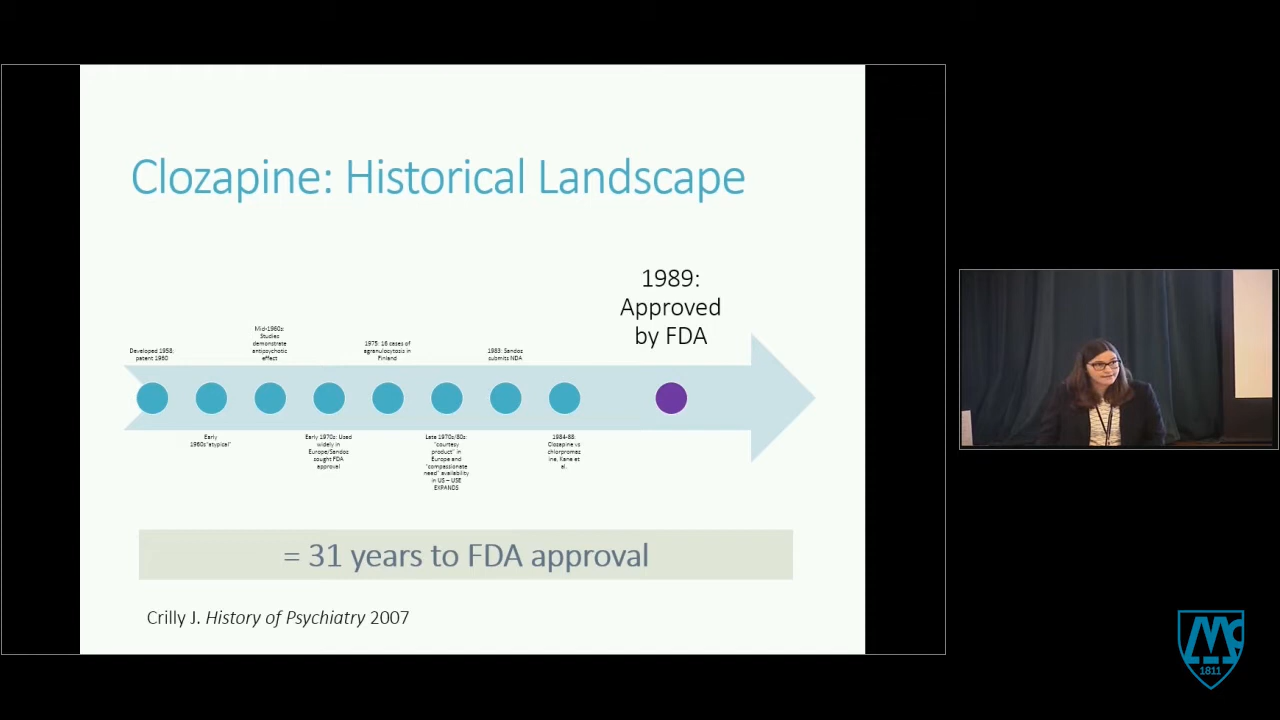 Clozapine: Historical Landscape
Developed 1958;
patent 1960
Early
1960s"atypical"
Mid-1960s:
Studies
demonstrate
antipsychotic
effect
Early 1970s: Used
widely in
Europe/Sandoz
sought FDA
approval
1975: 16 cases of
agranulocytosis in
Finland
Late 1970s/80s:
"courtesy
product" in
Europe and
"compassionate
need" availability
in US – USE
EXPANDS
1983: Sandoz
submits NDA
1984-88:
Clozapine vs
chlorpromaz
ine, Kane et
al.
1989:
Approved
by FDA
= 31 years to FDA approval
Crilly J. History of Psychiatry 2007
1811